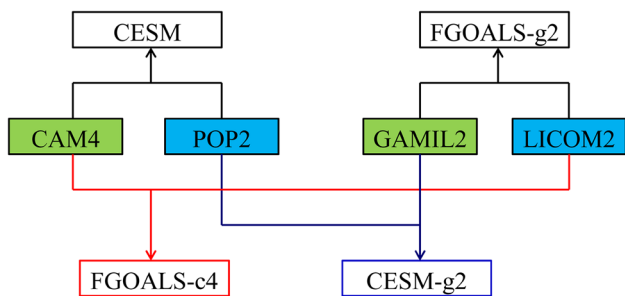 CESM
FGOALS-g2
CAM4
POP2
GAMIL2
LICOM2
FGOALS-c4
CESM-g2